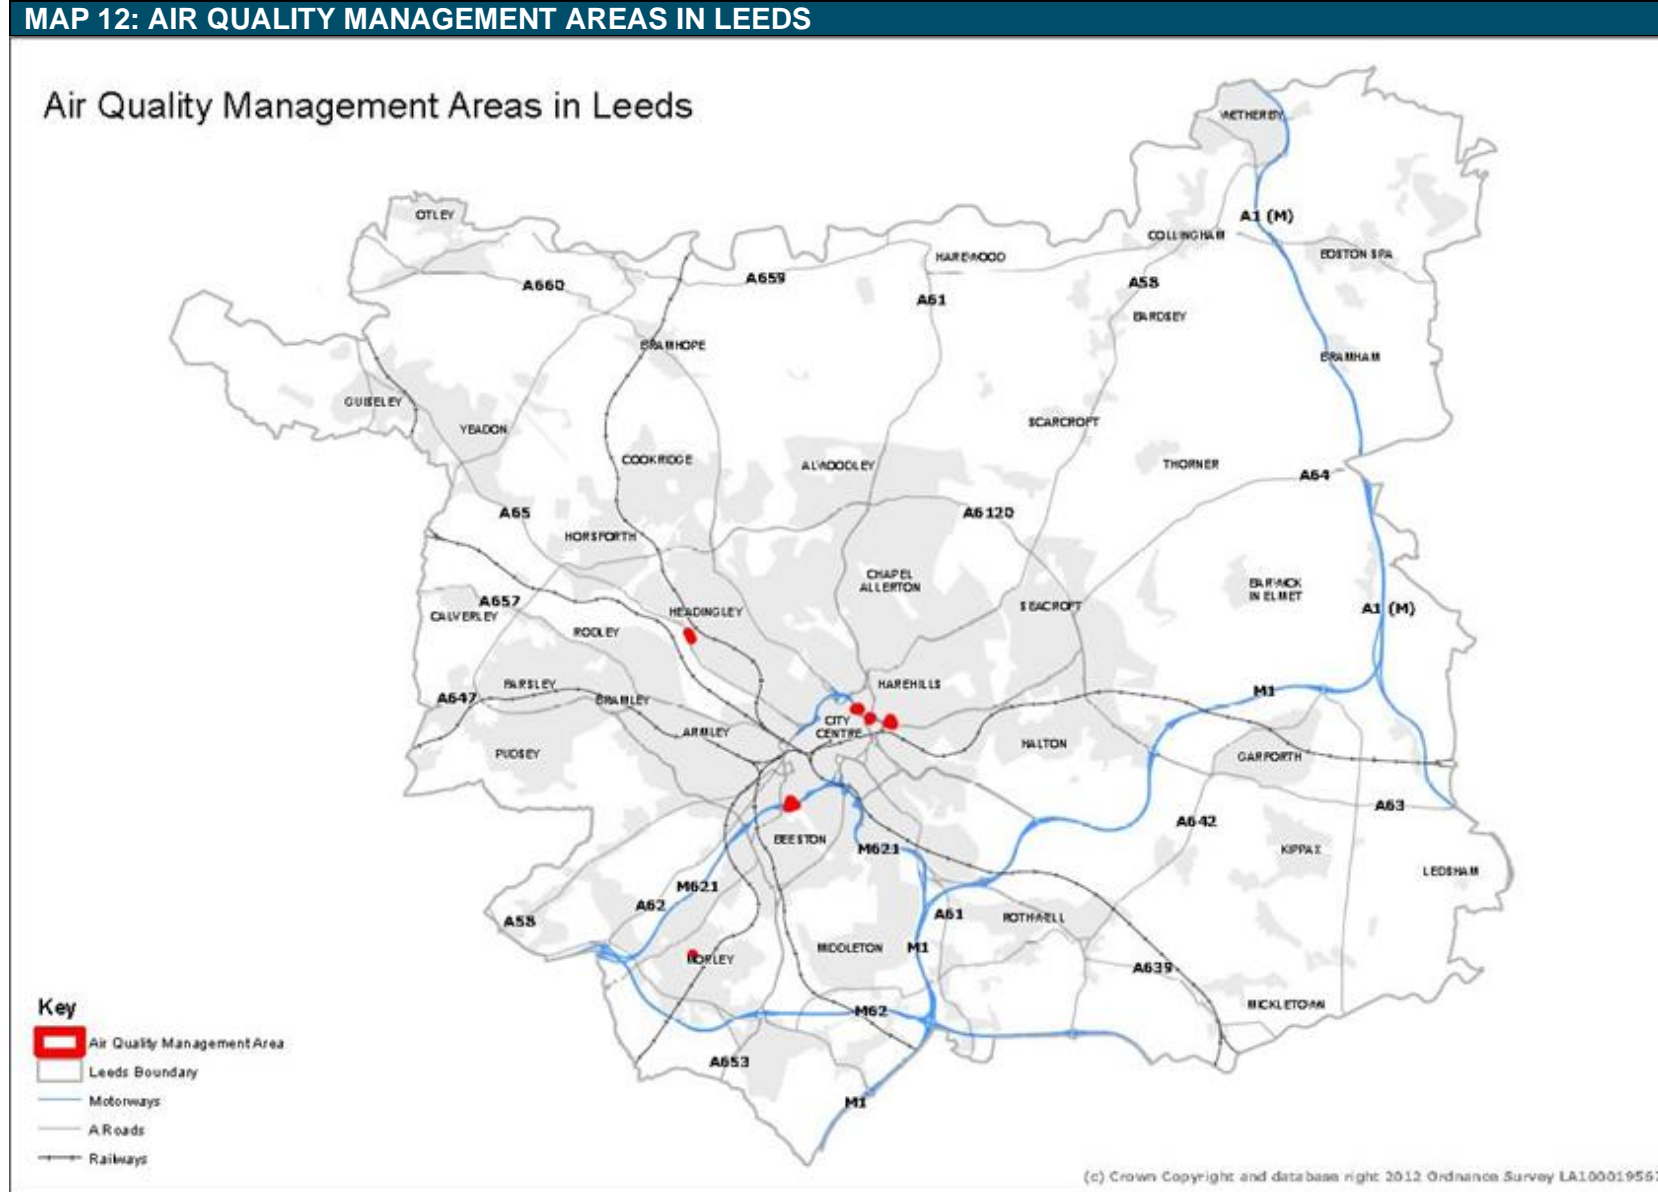 MAP 12: AIR QUALITY MANAGEMENT AREAS IN LEEDS
Air Quality Management Areas in Leeds
WETHERBY
OTLEY
A1 (M)
COLLINGHAM
BOSTON SPA
HAREWOOD
A660
A659
A58
A61
BARDSEY
BRAMHOPE
BRAMHAM
GUISELEY
YEADON
SCARCROFT
COOKRIDGE
ALWOODLEY
THORNER
A64
A65
A6120
HORSFORTH
CHAPEL
ALLERTON
BARWICK
IN ELMET
A657
SEACROFT
A1 (M)
CALVERLEY
HEADINGLEY
RODLEY
FARSLEY
HAREHILLS
A647
BRAMLEY
M1
CITY
CENTRE
ARMLEY
PUDSEY
HALTON
GARFORTH
A63
A642
BEESTON
M621
KIPPAX
LEDSHAM
M621
A62
A58
A61
ROTHWELL
MIDDLETON
M1
MORLEY
A639
MICKLETOWN
M62
A653
M1
Key
Air Quality Management Area
Leeds Boundary
Motorways
A Roads
Railways
(c) Crown Copyright and database right 2012 Ordnance Survey LA10001956